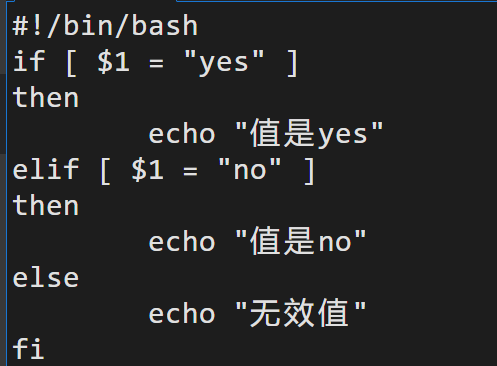 #!/bin/bash
if [ $1 = "yes" ]
then
        echo "值是yes"
elif [ $1 = "no" ]
then
        echo "值是no"
else
        echo "无效值"
fi